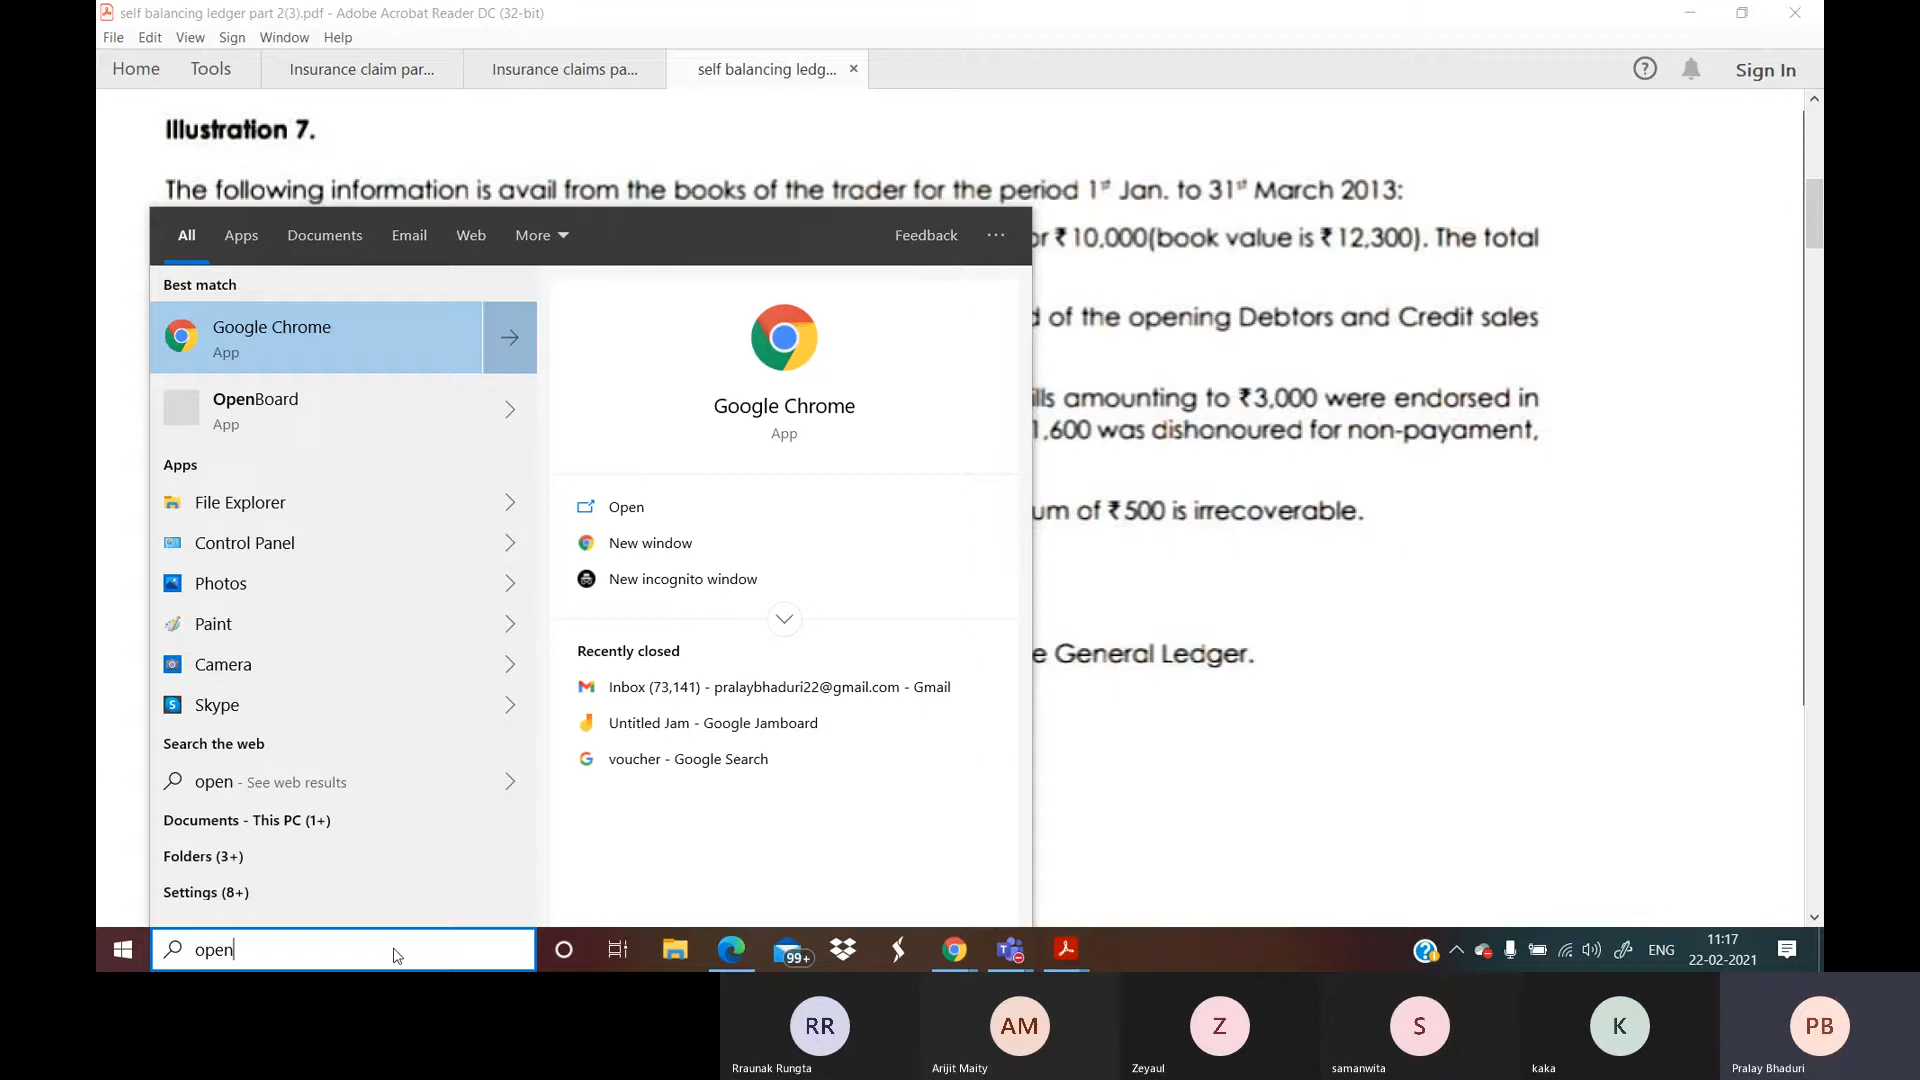 self balancing ledger part 2(3).pdf - Adobe Acrobat Reader DC (32-bit)
File Edit View Sign Window Help
Home Tools Insurance claim par... Insurance claims pa... self balancing ledg... × Sign In
Illustration 7.
The following information is avail from the books of the trader for the period 1st Jan. to 31st March 2013:
or ₹ 10,000(book value is ₹ 12,300). The total
of the opening Debtors and Credit sales
amounting to ₹3,000 were endorsed in
1,600 was dishonoured for non-payament,
of ₹500 is irrecoverable.
General Ledger.
All Apps Documents Email Web More Feedback ...
Best match
Google Chrome
App
OpenBoard
App
Apps
File Explorer
Control Panel
Photos
Paint
Camera
Skype
Search the web
open - See web results
Documents - This PC (1+)
Folders (3+)
Settings (8+)
Google Chrome
App
Open
New window
New incognito window
Recently closed
Inbox (73,141) - pralaybhaduri22@gmail.com - Gmail
Untitled Jam - Google Jamboard
voucher - Google Search
open
99+
ENG
11:17
22-02-2021
RR AM Z S K PB
Rraunak Rungta Arijit Maity Zeyaul samanwita kaka Pralay Bhaduri